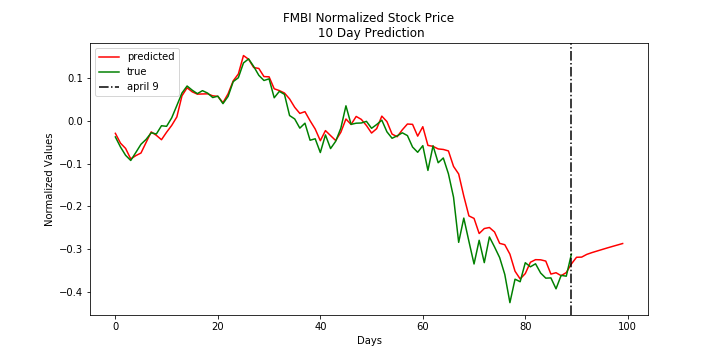 FMBI Normalized Stock Price
10 Day Prediction
predicted
true
april 9
Normalized Values
0.1
0.0
−0.1
−0.2
−0.3
−0.4
0 20 40 60 80 100
Days